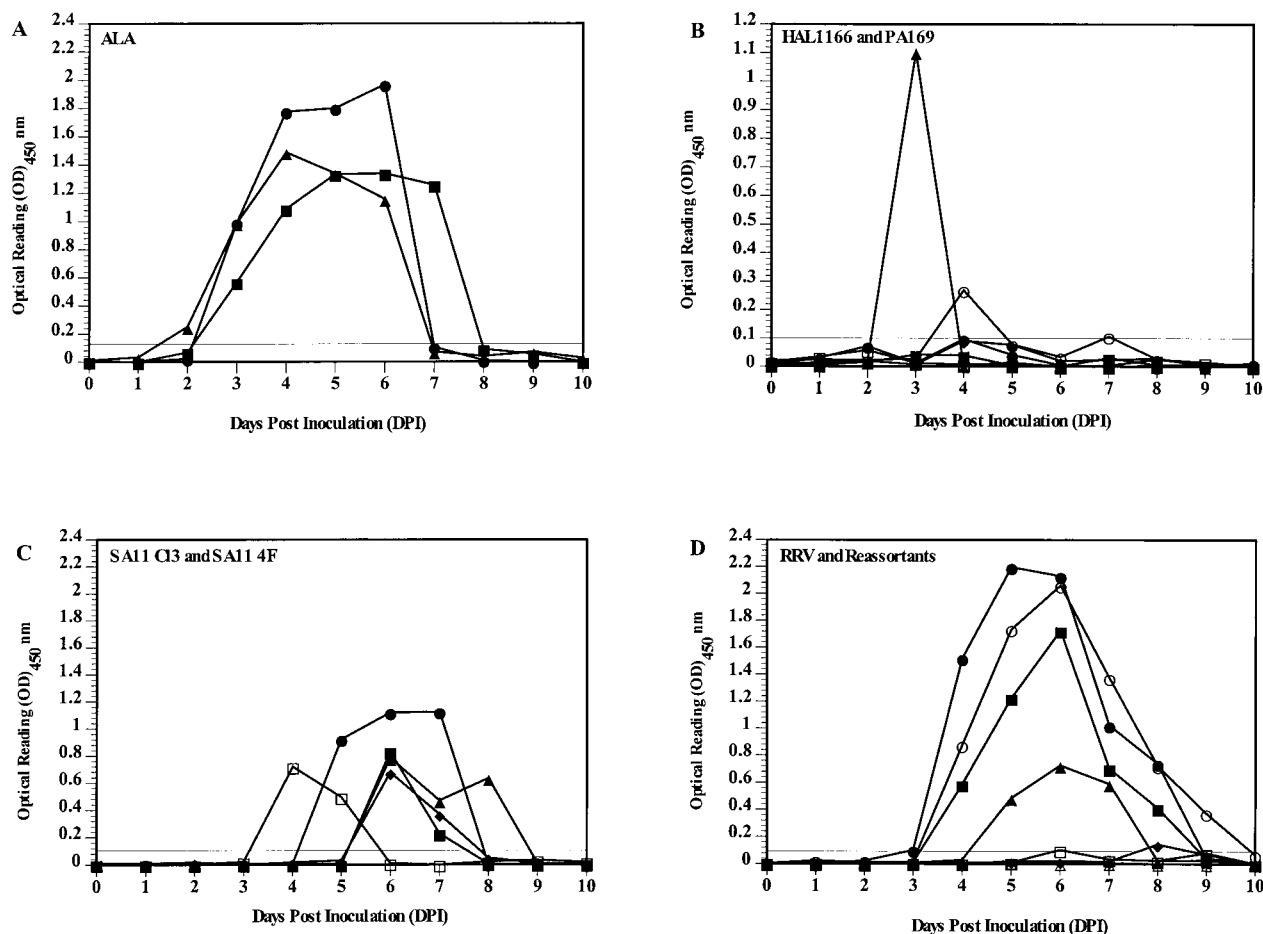 A
ALA
Optical Reading (OD)450 nm
2.4
2.2
2
1.8
1.6
1.4
1.2
1
0.8
0.6
0.4
0.2
0
0 1 2 3 4 5 6 7 8 9 10
Days Post Inoculation (DPI)
B
HAL1166 and PA169
Optical Reading (OD)450 nm
1.2
1.1
1
0.9
0.8
0.7
0.6
0.5
0.4
0.3
0.2
0.1
0
0 1 2 3 4 5 6 7 8 9 10
Days Post Inoculation (DPI)
C
SA11 Cl3 and SA11 4F
Optical Reading (OD)450 nm
2.4
2.2
2
1.8
1.6
1.4
1.2
1
0.8
0.6
0.4
0.2
0
0 1 2 3 4 5 6 7 8 9 10
Days Post Inoculation (DPI)
D
RRV and Reassortants
Optical Reading (OD)450 nm
2.4
2.2
2
1.8
1.6
1.4
1.2
1
0.8
0.6
0.4
0.2
0
0 1 2 3 4 5 6 7 8 9 10
Days Post Inoculation (DPI)